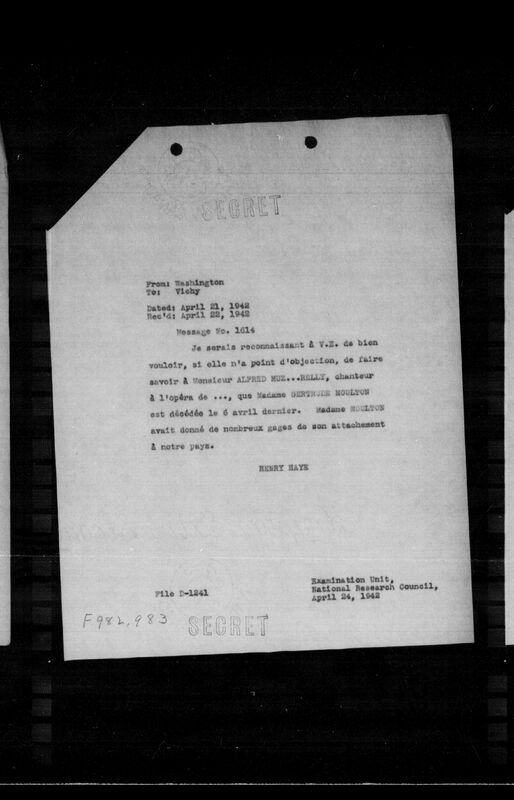 SECRET
From: Washington
To: Vichy
Dated: April 21, 1942
Rec'd: April 22, 1942
Message No. 1614
Je serais reconnaissant à V.E. de bien
vouloir, si elle n'a point d'objection, de faire
savoir à Monsieur ALFRED MUZ...RELLY, chanteur
à l'opéra de ..., que Madame GERTRUDE MOULTON
est décédée le 6 avril dernier. Madame MOULTON
avait donné de nombreux gages de son attachement
à notre pays.
HENRY HAYE
Examination Unit,
File D-1241
National Research Council,
April 24, 1942
F982,983
SECRET